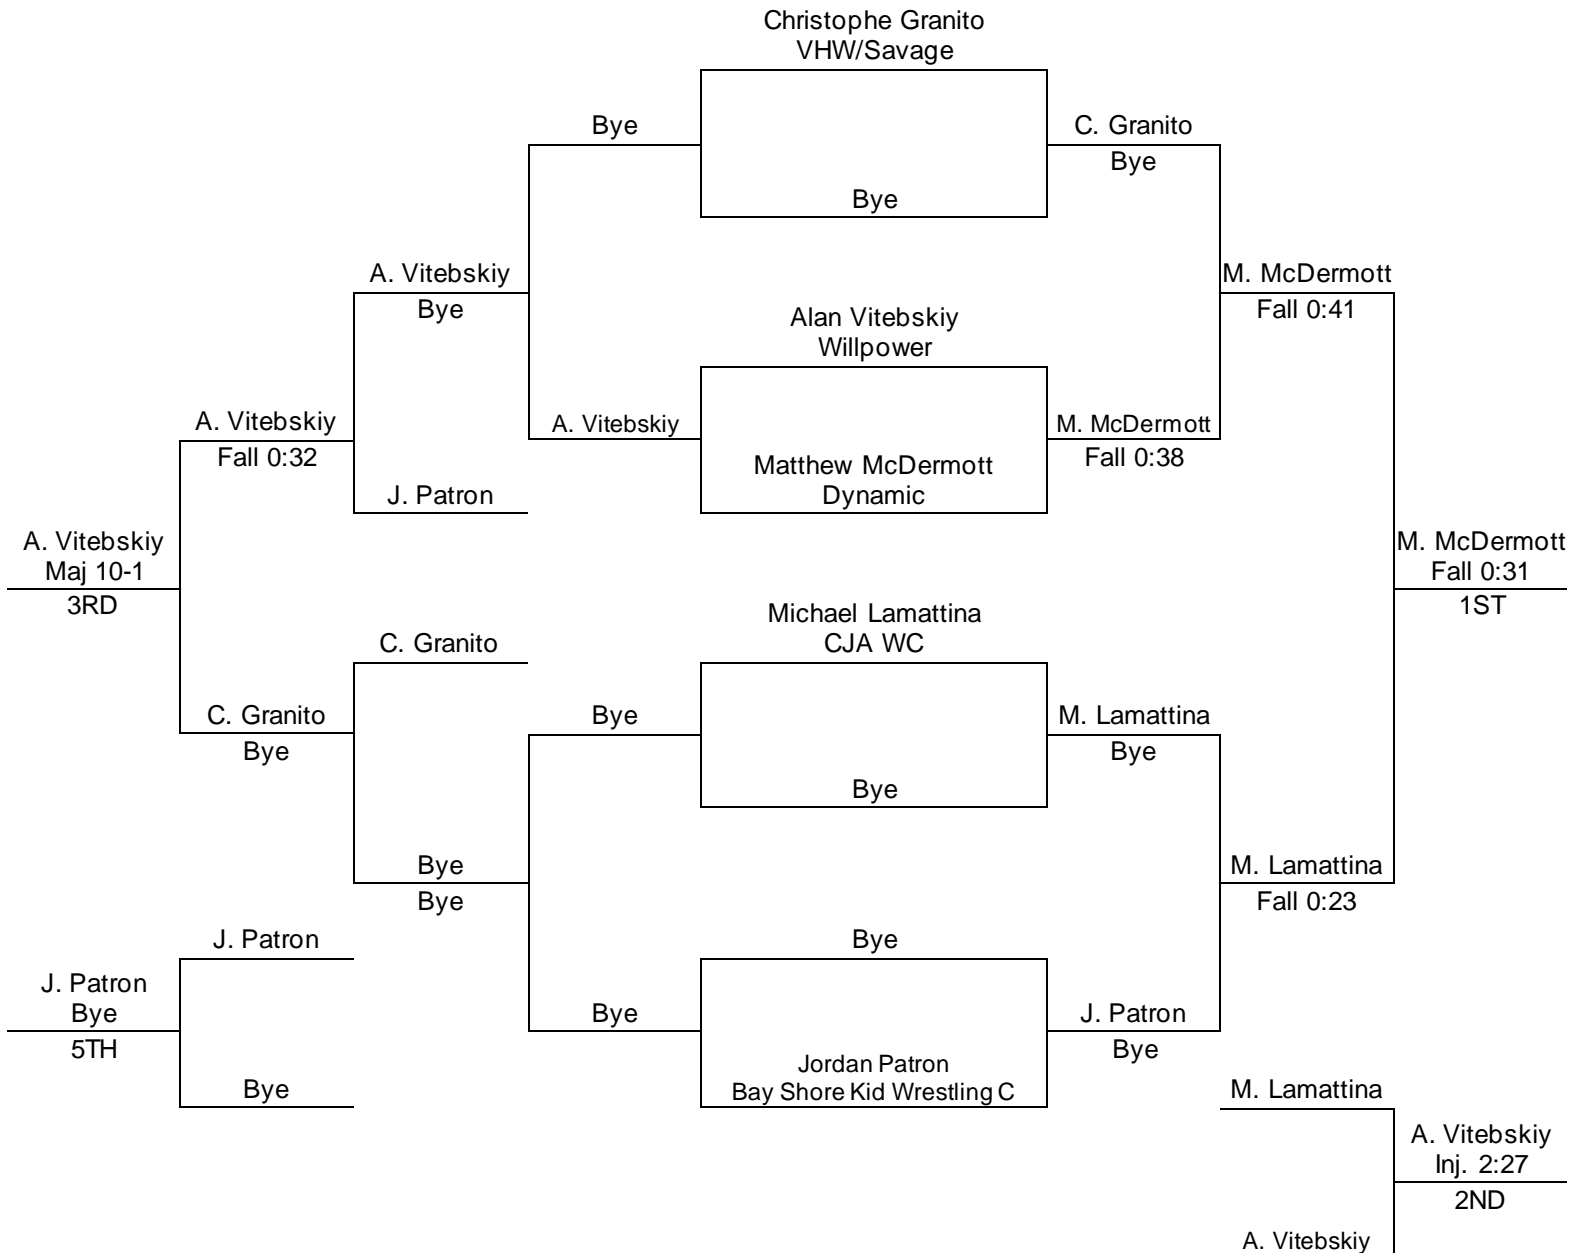 Christophe Granito
VHW/Savage
Bye
C. Granito
Bye
Bye
A. Vitebskiy
Bye
M. McDermott
Fall 0:41
Alan Vitebskiy
Willpower
A. Vitebskiy
Fall 0:32
A. Vitebskiy
M. McDermott
Fall 0:38
Matthew McDermott
Dynamic
J. Patron
A. Vitebskiy
Maj 10-1
3RD
M. McDermott
Fall 0:31
1ST
Michael Lamattina
CJA WC
C. Granito
C. Granito
Bye
Bye
M. Lamattina
Bye
Bye
Bye
Bye
M. Lamattina
Fall 0:23
J. Patron
Bye
J. Patron
Bye
5TH
Bye
J. Patron
Bye
Jordan Patron
Bay Shore Kid Wrestling C
Bye
M. Lamattina
A. Vitebskiy
Inj. 2:27
2ND
A. Vitebskiy